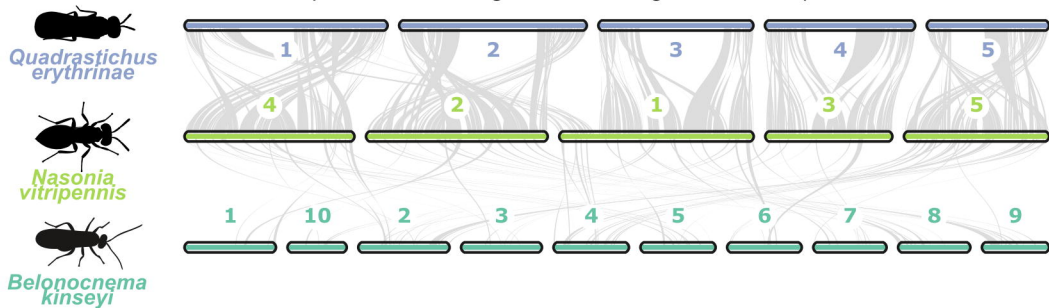 1 2 3 4 5
Quadrastichus
erythrinae
4 2 1 3 5
Nasonia
vitripennis
1 10 2 3 4 5 6 7 8 9
Belonocnema
kinseyi